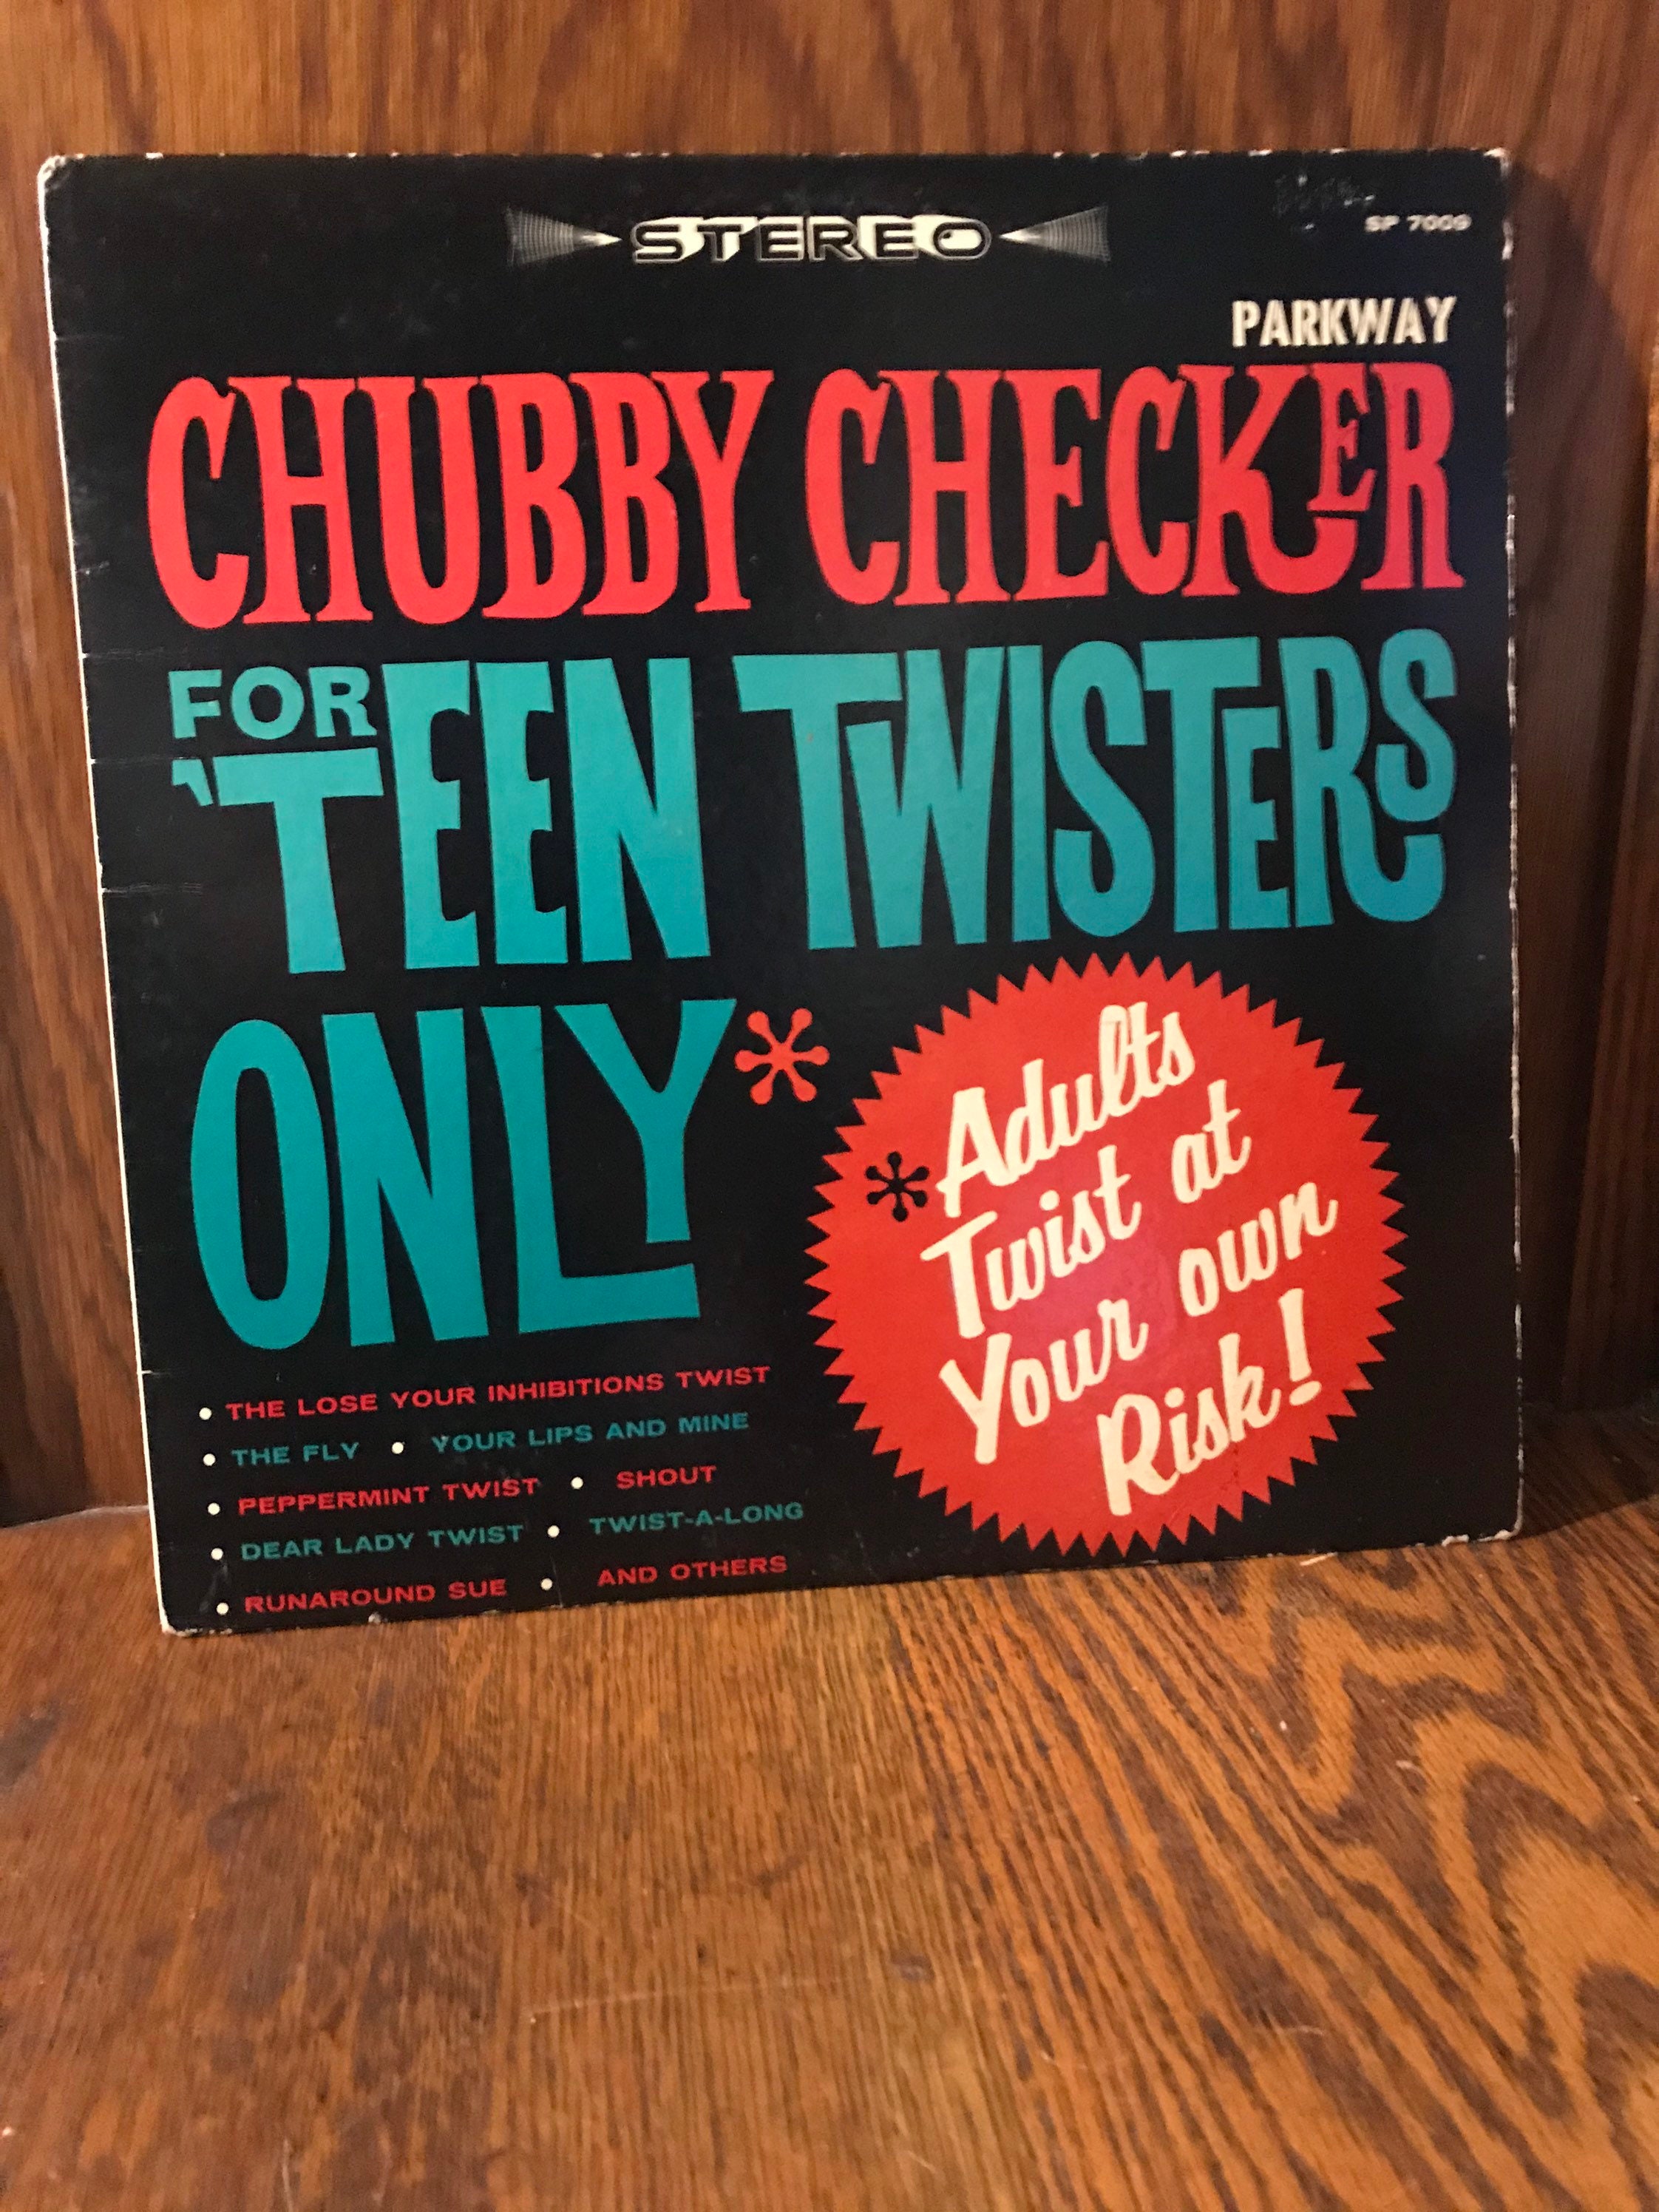 STEREO
SP 7009
PARKWAY
CHUBBY CHECKER
FOR
'TEEN TWISTERS
ONLY*
*Adults
Twist at
Your own
Risk!
• THE LOSE YOUR INHIBITIONS TWIST
• THE FLY • YOUR LIPS AND MINE
• PEPPERMINT TWIST • SHOUT
• DEAR LADY TWIST • TWIST-A-LONG
• RUNAROUND SUE • AND OTHERS